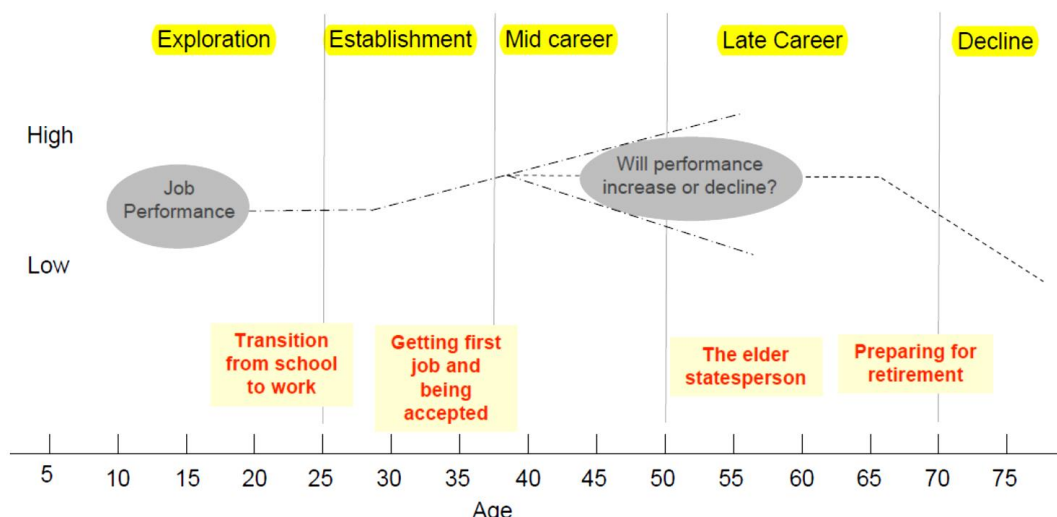 Exploration
Establishment
Mid career
Late Career
Decline
High
Job
Performance
Will performance
increase or decline?
Low
Transition
from school
to work
Getting first
job and
being
accepted
The elder
statesperson
Preparing for
retirement
5 10 15 20 25 30 35 40 45 50 55 60 65 70 75
Age